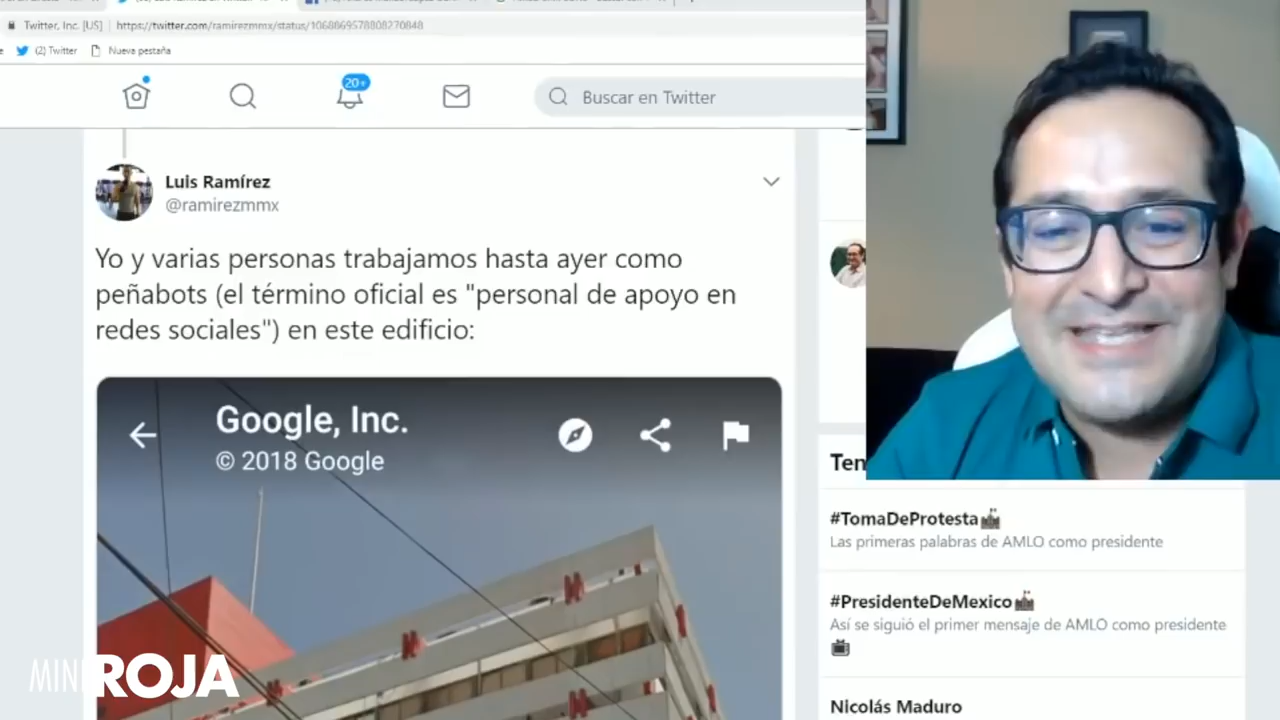 Twitter, Inc. [US] | https://twitter.com/ramirezmmx/status/1068869578808270848
(2) Twitter
Nueva pestaña
20+
Buscar en Twitter
Luis Ramírez
@ramirezmmx
Yo y varias personas trabajamos hasta ayer como
peñabots (el término oficial es "personal de apoyo en
redes sociales") en este edificio:
Google, Inc.
© 2018 Google
Ten
#TomaDeProtesta
Las primeras palabras de AMLO como presidente
#PresidenteDeMexico
Así se siguió el primer mensaje de AMLO como presidente
Nicolás Maduro
MINI ROJA